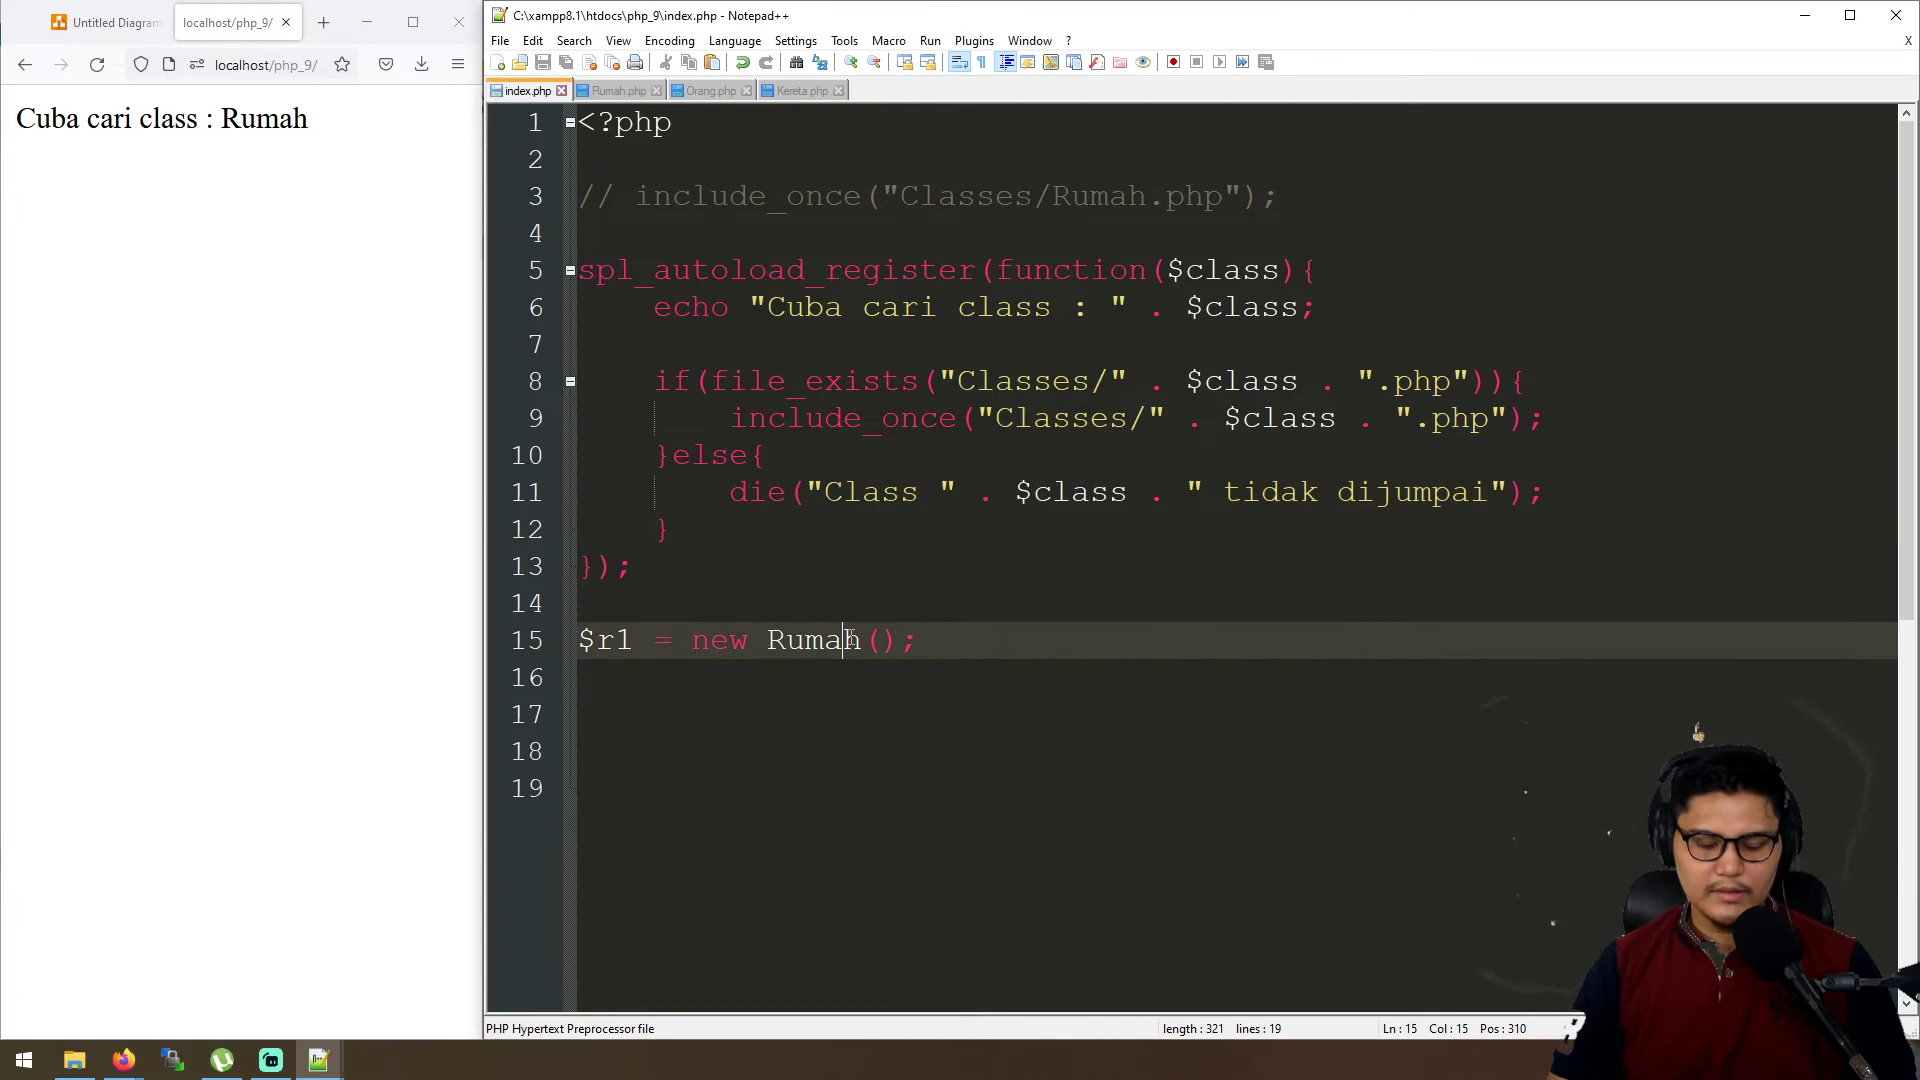 Untitled Diagram
localhost/php_9/
localhost/php_9/
Cuba cari class : Rumah
C:\xampp8.1\htdocs\php_9\index.php - Notepad++
File Edit Search View Encoding Language Settings Tools Macro Run Plugins Window ?
X
index.php Rumah.php Orang.php Kereta.php
1 <?php
2
3 // include_once("Classes/Rumah.php");
4
5 spl_autoload_register(function($class){
6 echo "Cuba cari class : " . $class;
7
8 if(file_exists("Classes/" . $class . ".php")){
9 include_once("Classes/" . $class . ".php");
10 }else{
11 die("Class " . $class . " tidak dijumpai");
12 }
13 });
14
15 $r1 = new Rumah();
16
17
18
19
PHP Hypertext Preprocessor file length : 321 lines : 19 Ln : 15 Col : 15 Pos : 310